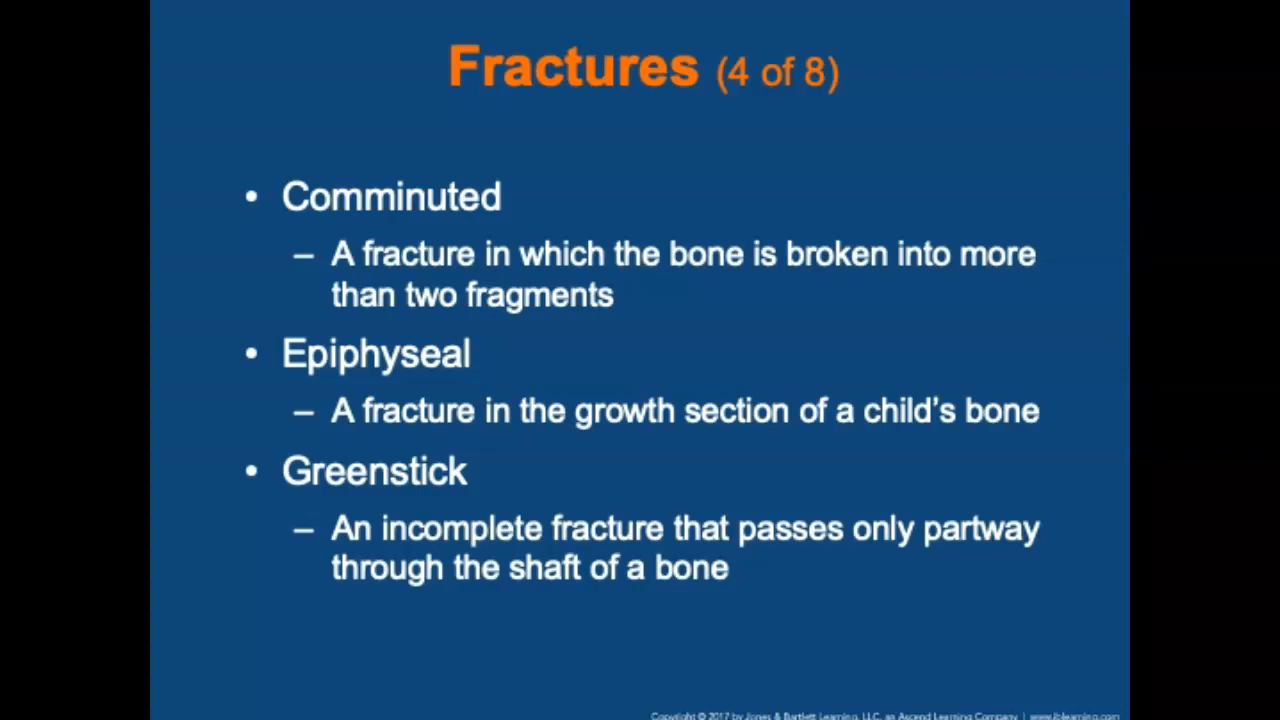 Fractures (4 of 8)
• Comminuted
– A fracture in which the bone is broken into more
than two fragments
• Epiphyseal
– A fracture in the growth section of a child’s bone
• Greenstick
– An incomplete fracture that passes only partway
through the shaft of a bone
Copyright © 2017 by Jones & Bartlett Learning, LLC, an Ascend Learning Company | www.jblearning.com